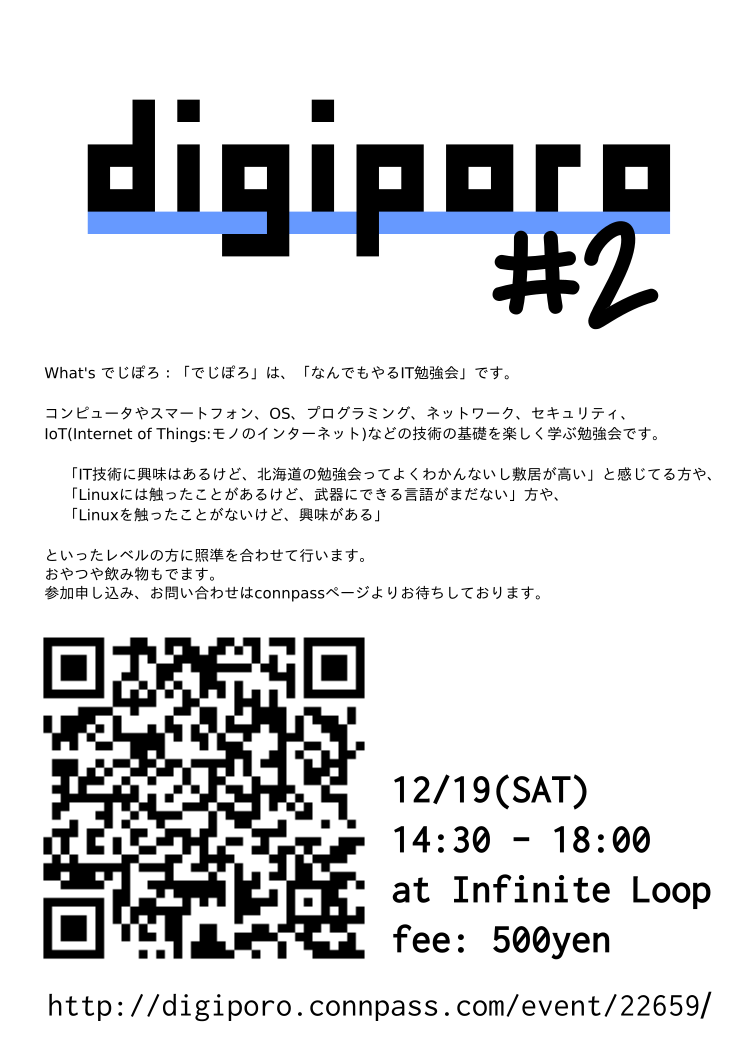 digiporo
#2
What's でじぽろ : 「でじぽろ」は、「なんでもやるIT勉強会」です。
コンピュータやスマートフォン、OS、プログラミング、ネットワーク、セキュリティ、
IoT(Internet of Things:モノのインターネット)などの技術の基礎を楽しく学ぶ勉強会です。
「IT技術に興味はあるけど、北海道の勉強会ってよくわかんないし敷居が高い」と感じてる方や、
「Linuxには触ったことがあるけど、武器にできる言語がまだない」方や、
「Linuxを触ったことがないけど、興味がある」
といったレベルの方に照準を合わせて行います。
おやつや飲み物もでます。
参加申し込み、お問い合わせはconnpassページよりお待ちしております。
12/19(SAT)
14:30 - 18:00
at Infinite Loop
fee: 500yen
http://digiporo.connpass.com/event/22659/